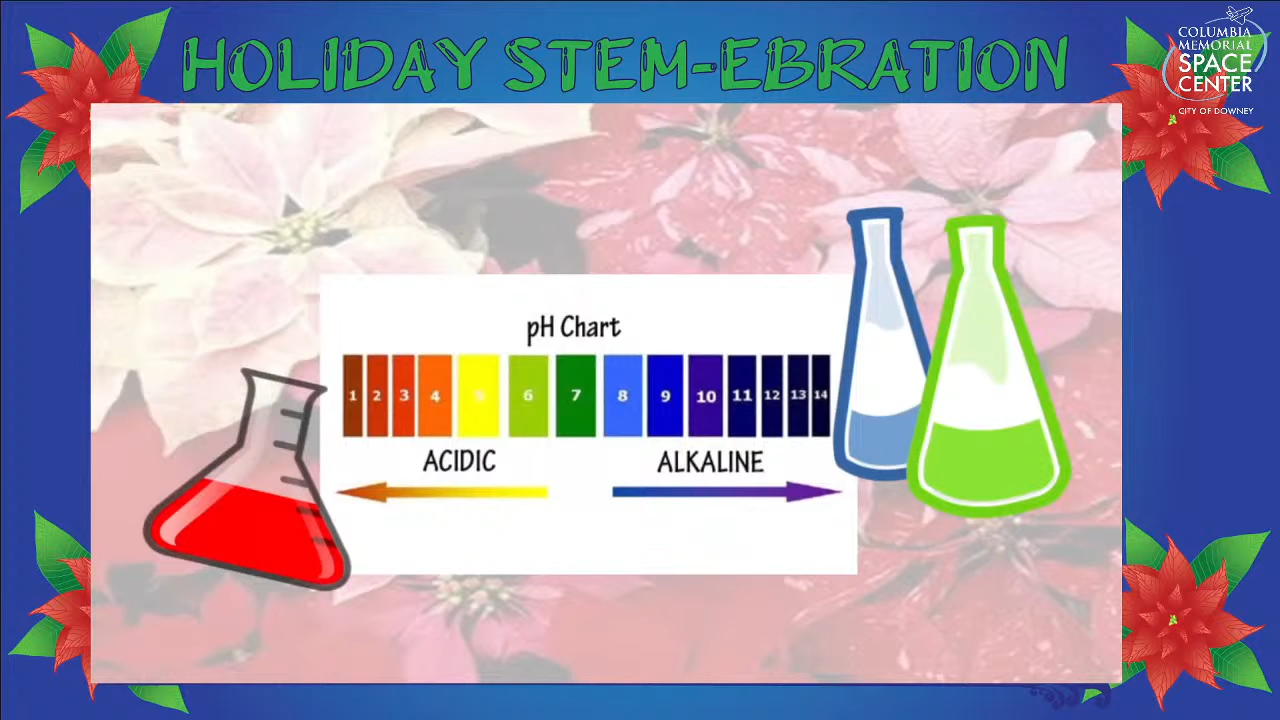 HOLIDAY STEM-EBRATION
COLUMBIA
MEMORIAL
SPACE
CENTER
CITY OF DOWNEY
pH Chart
1 2 3 4 5 6 7 8 9 10 11 12 13 14
ACIDIC ALKALINE